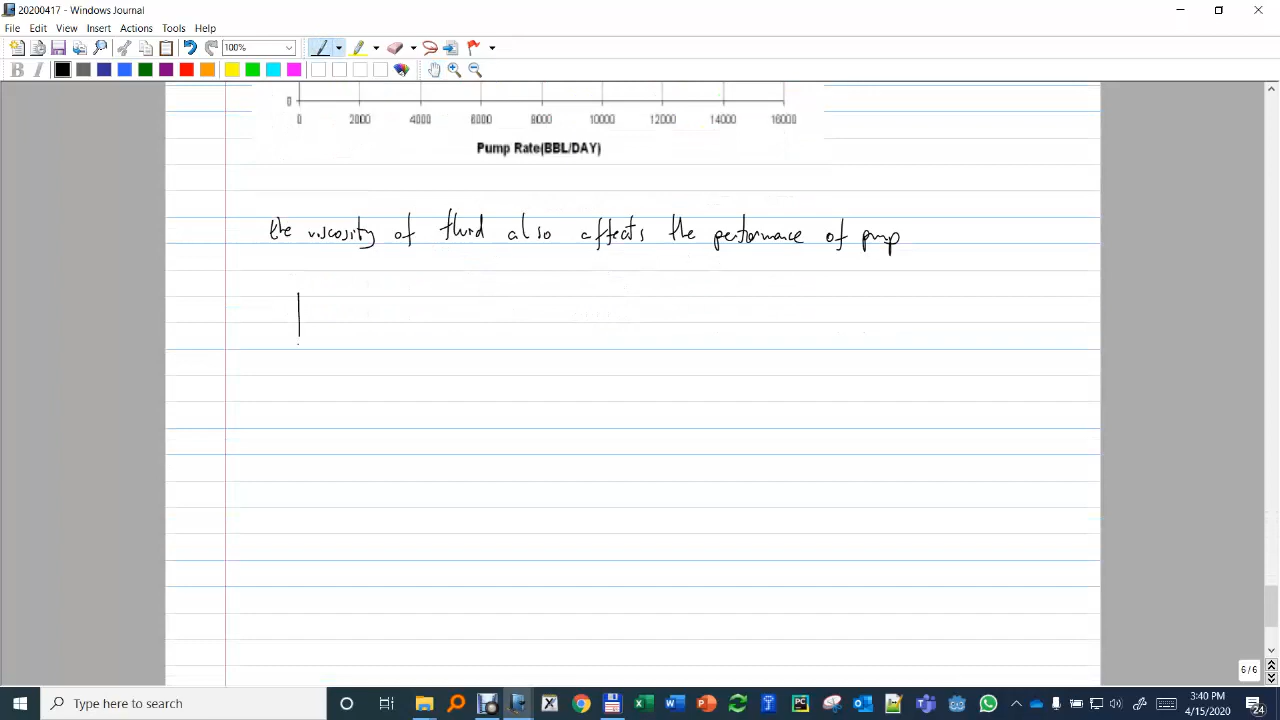 20200417 - Windows Journal
File Edit View Insert Actions Tools Help
100%
B I
0
0 2000 4000 6000 8000 10000 12000 14000 16000
Pump Rate(BBL/DAY)
the viscosity of fluid also affects the performance of pump
6/6
Type here to search
3:40 PM
4/15/2020
24